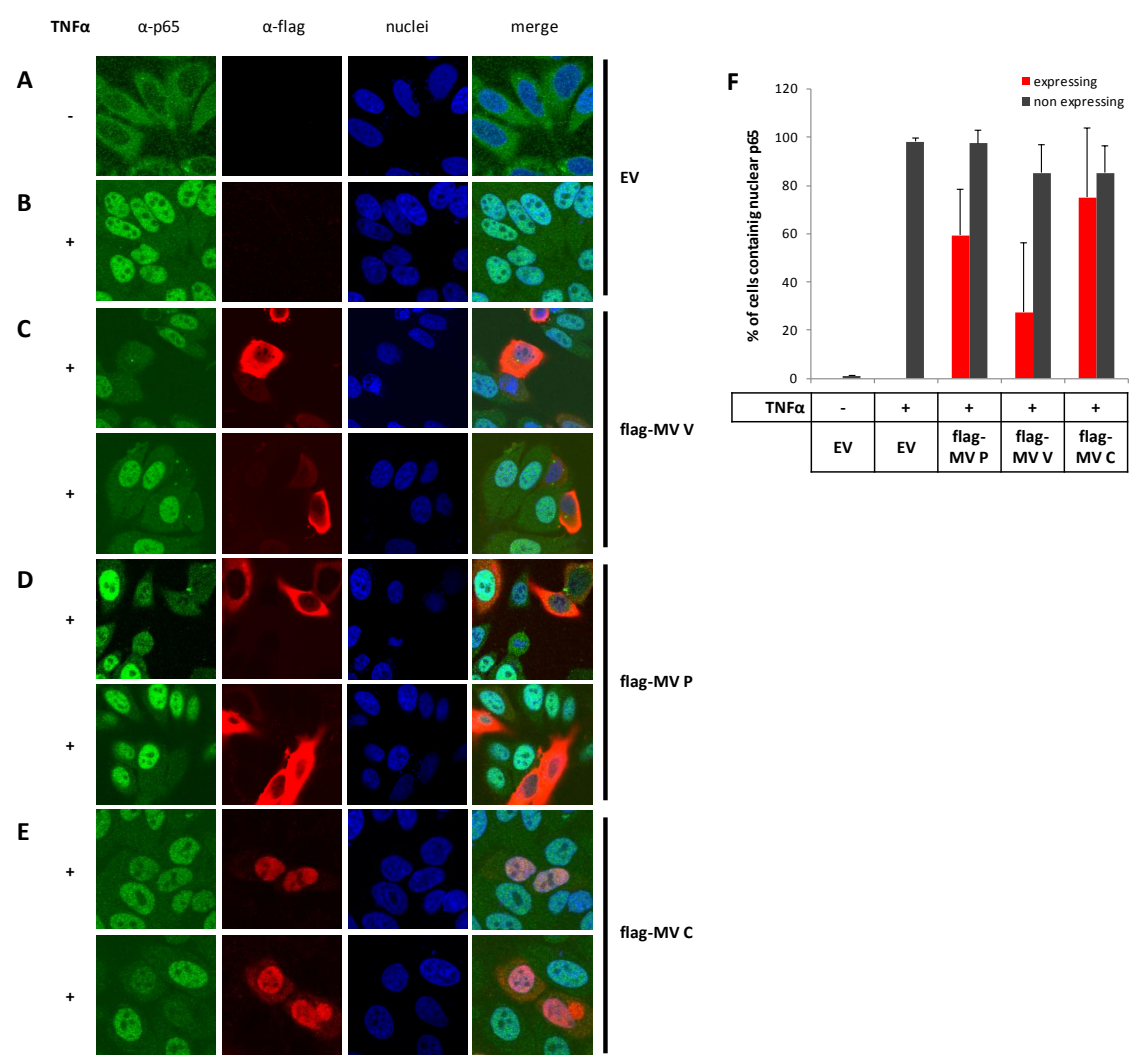 TNFα α-p65 α-flag nuclei merge
A
-
B
+
EV
C
+
+
flag-MV V
D
+
+
flag-MV P
E
+
+
flag-MV C
F
expressing
non expressing
% of cells containig nuclear p65
120
100
80
60
40
20
0
TNFα - + + + +
EV EV flag- flag- flag-
MV P MV V MV C